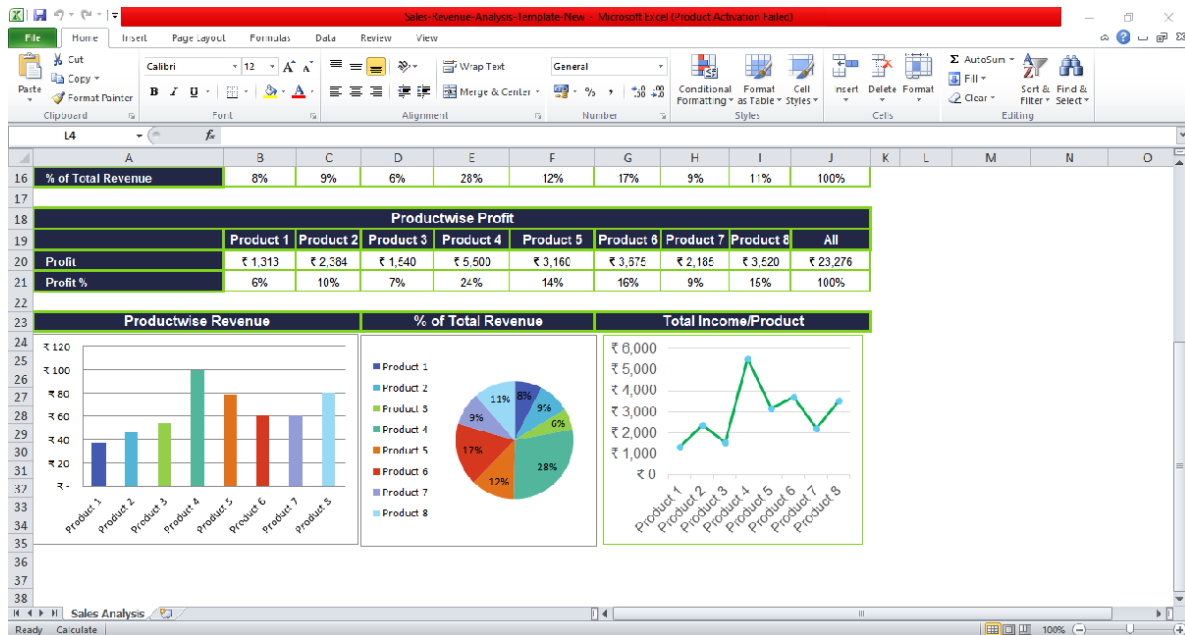 Sales-Revenue-Analysis-Template-New - Microsoft Excel (Product Activation Failed)
File Home Insert Page Layout Formulas Data Review View
Cut
Copy
Format Painter
Paste
Clipboard
Calibri 12
B I U
Font
Wrap Text
Merge & Center
Alignment
General
Number
Conditional Formatting
Format as Table
Cell Styles
Styles
Insert Delete Format
Cells
Σ AutoSum
Fill
Clear
Sort & Filter
Find & Select
Editing
L4 fx
A B C D E F G H I J K L M N O
16 % of Total Revenue 8% 9% 6% 28% 12% 17% 9% 11% 100%
17
18 Productwise Profit
19 Product 1 Product 2 Product 3 Product 4 Product 5 Product 6 Product 7 Product 8 All
20 Profit ₹ 1,313 ₹ 2,384 ₹ 1,540 ₹ 5,500 ₹ 3,160 ₹ 3,675 ₹ 2,185 ₹ 3,520 ₹ 23,276
21 Profit % 6% 10% 7% 24% 14% 16% 9% 15% 100%
22
23 Productwise Revenue % of Total Revenue Total Income/Product
24
25
26
27
28
29
30
31
32
33
34
35
36
37
38
₹ 120
₹ 100
₹ 80
₹ 60
₹ 40
₹ 20
₹ -
Product 1 Product 2 Product 3 Product 4 Product 5 Product 6 Product 7 Product 8
Product 1
Product 2
Product 3
Product 4
Product 5
Product 6
Product 7
Product 8
8%
9%
6%
28%
12%
17%
9%
11%
₹ 6,000
₹ 5,000
₹ 4,000
₹ 3,000
₹ 2,000
₹ 1,000
₹ 0
Product 1 Product 2 Product 3 Product 4 Product 5 Product 6 Product 7 Product 8
Sales Analysis
Ready Calculate 100%